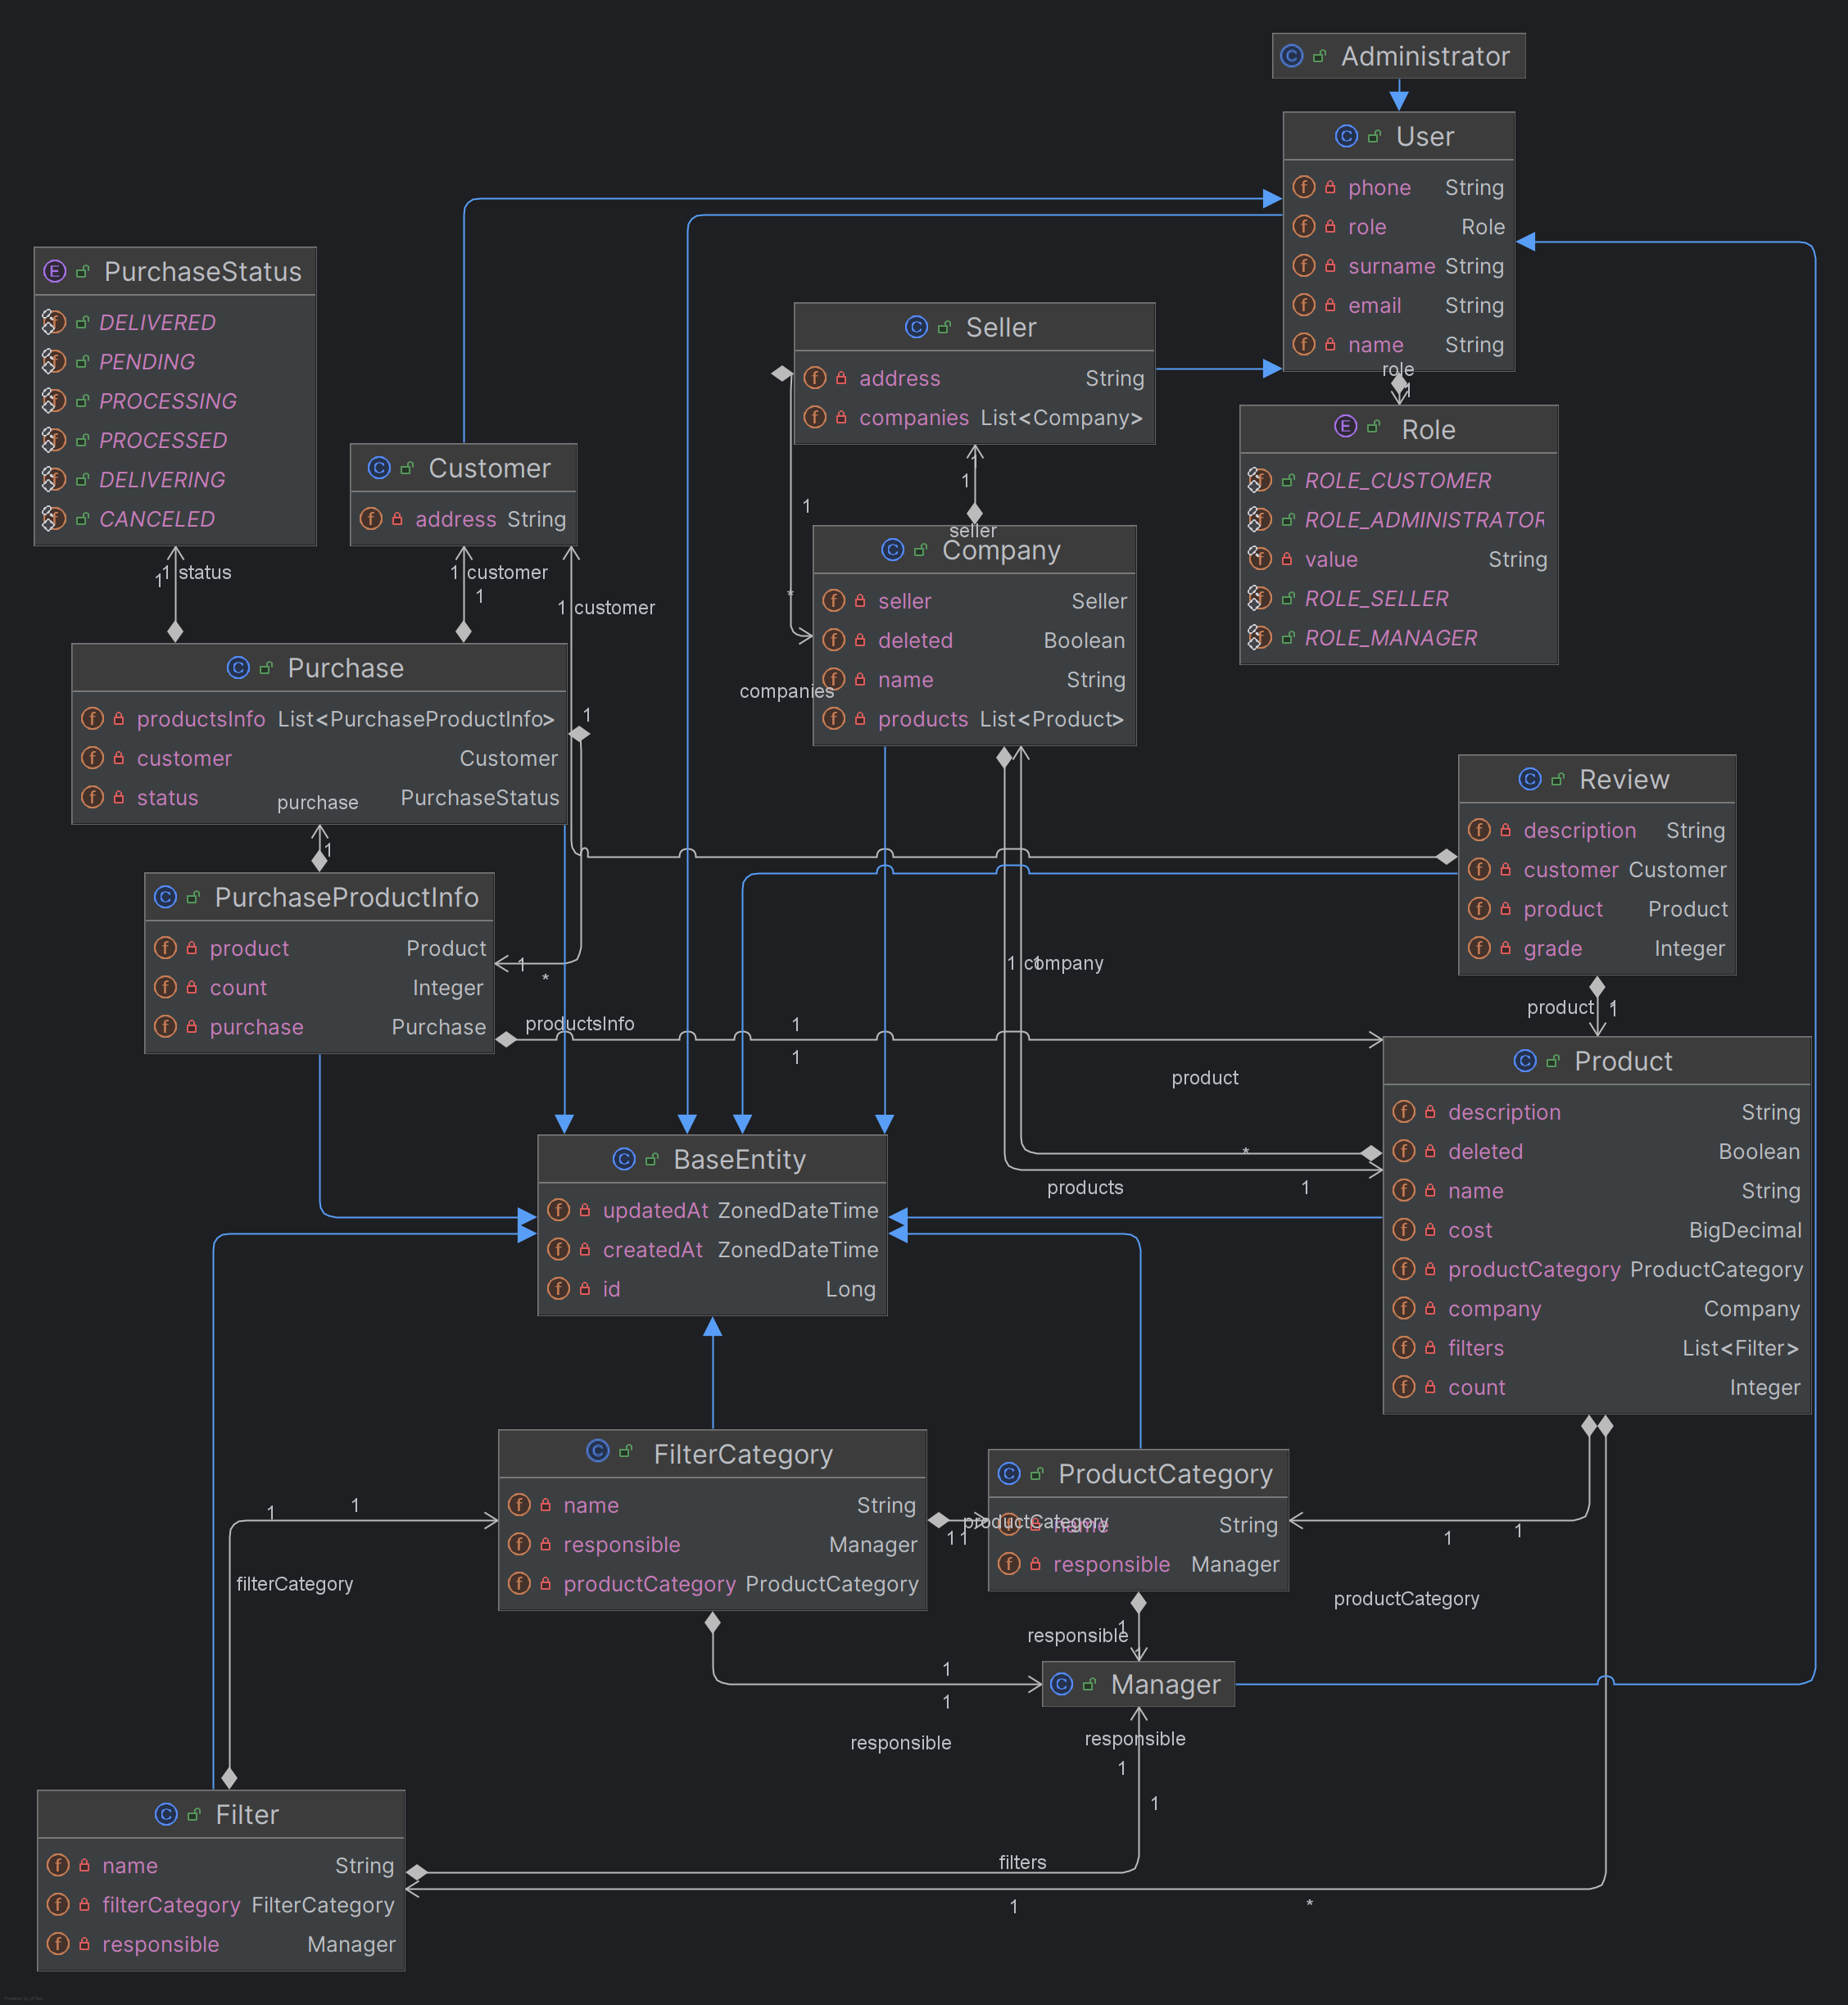 Administrator
User
phone String
role Role
surname String
email String
name String
role
1
PurchaseStatus
DELIVERED
PENDING
PROCESSING
PROCESSED
DELIVERING
CANCELED
Seller
address String
companies List<Company>
Role
ROLE_CUSTOMER
ROLE_ADMINISTRATOR
value String
ROLE_SELLER
ROLE_MANAGER
Customer
address String
1
1
1
seller
Company
seller Seller
deleted Boolean
name String
products List<Product>
*
companies
1 1 status
1 customer
1
1 customer
Purchase
productsInfo List<PurchaseProductInfo>
customer Customer
status PurchaseStatus
1
purchase
1
Review
description String
customer Customer
product Product
grade Integer
PurchaseProductInfo
product Product
count Integer
purchase Purchase
1
*
productsInfo
1
1
product
1 company
1
product 1
Product
description String
deleted Boolean
name String
cost BigDecimal
productCategory ProductCategory
company Company
filters List<Filter>
count Integer
*
products 1
BaseEntity
updatedAt ZonedDateTime
createdAt ZonedDateTime
id Long
FilterCategory
name String
responsible Manager
productCategory ProductCategory
ProductCategory
name String
responsible Manager
productCategory
1 1
1 1
filterCategory
1 1
productCategory
1
responsible
Manager
1
1
responsible
responsible
1
1
Filter
name String
filterCategory FilterCategory
responsible Manager
filters
1 *